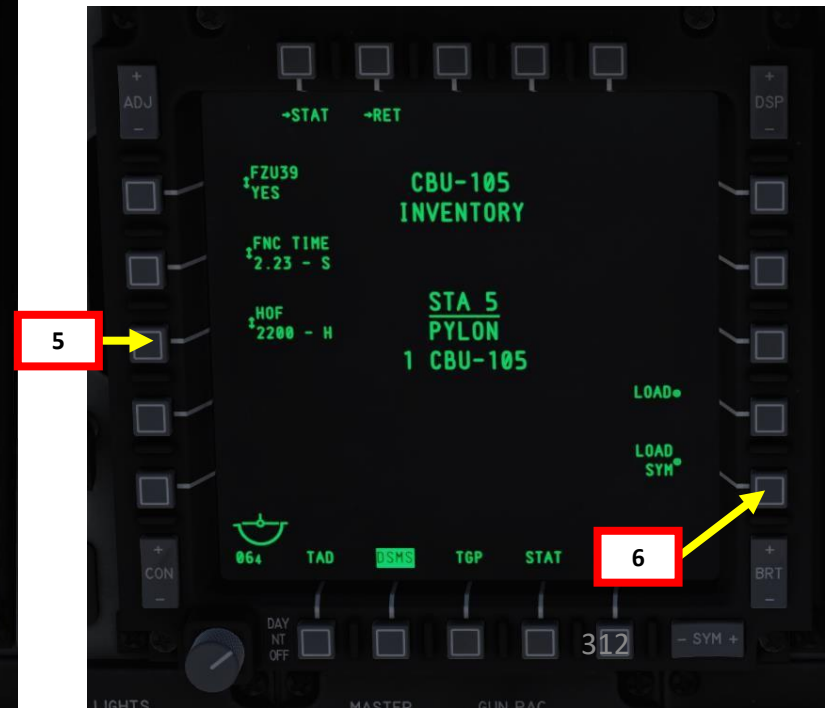 +
ADJ
-
+
DSP
-
→STAT →RET
FZU39
YES
CBU-105
INVENTORY
FNC TIME
2.23 - S
HOF
2200 - H
STA 5
PYLON
1 CBU-105
5
LOAD
LOAD
SYM
6
064 TAD DSMS TGP STAT
+
CON
-
+
BRT
-
DAY
NT
OFF
312
- SYM +
LIGHTS MASTER GUN PAC